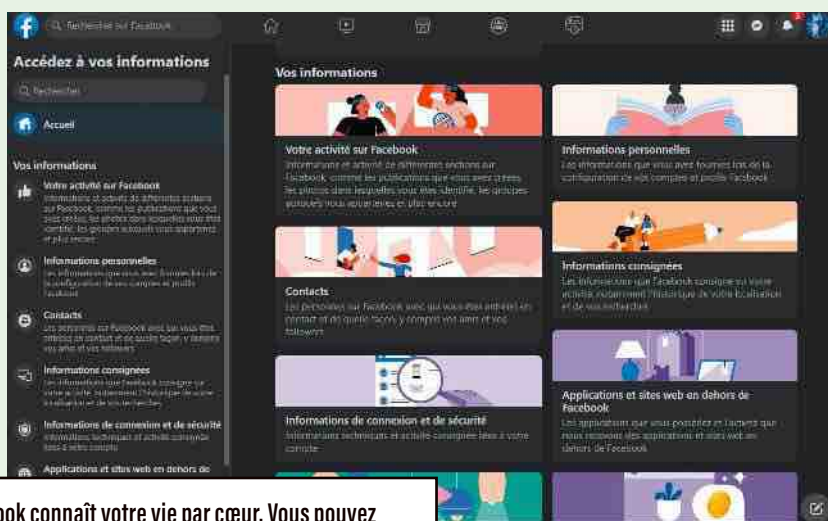 Rechercher sur Facebook
Accédez à vos informations
Rechercher
Accueil
Vos informations
Votre activité sur Facebook
Informations et activité de différentes sections
sur Facebook, comme les publications que vous
avez créées, les photos dans lesquelles vous êtes
identifié, les groupes auxquels vous appartenez
et plus encore
Informations personnelles
Les informations que vous avez fournies lors de
la configuration de vos comptes et profils
Facebook
Contacts
Les personnes sur Facebook avec qui vous êtes
entré(e) en contact et de quelle façon, y compris
vos amis et vos followers
Informations consignées
Les informations que Facebook consigne sur
votre activité, notamment l'historique de votre
localisation et de vos recherches
Informations de connexion et de sécurité
Informations techniques et activité consignée
liées à votre compte
Applications et sites web en dehors de
Vos informations
Votre activité sur Facebook
Informations et activité de différentes sections sur
Facebook, comme les publications que vous avez créées,
les photos dans lesquelles vous êtes identifié, les groupes
auxquels vous appartenez et plus encore
Informations personnelles
Les informations que vous avez fournies lors de la
configuration de vos comptes et profils Facebook
Contacts
Les personnes sur Facebook avec qui vous êtes entré(e) en
contact et de quelle façon, y compris vos amis et vos
followers
Informations consignées
Les informations que Facebook consigne sur votre
activité, notamment l'historique de votre localisation
et de vos recherches
Informations de connexion et de sécurité
Informations techniques et activité consignée liées à votre
compte
Applications et sites web en dehors de
Facebook
Les applications que vous possédez et l'activité que
nous recevons des applications et sites web en
dehors de Facebook
ook connaît votre vie par cœur. Vous pouvez